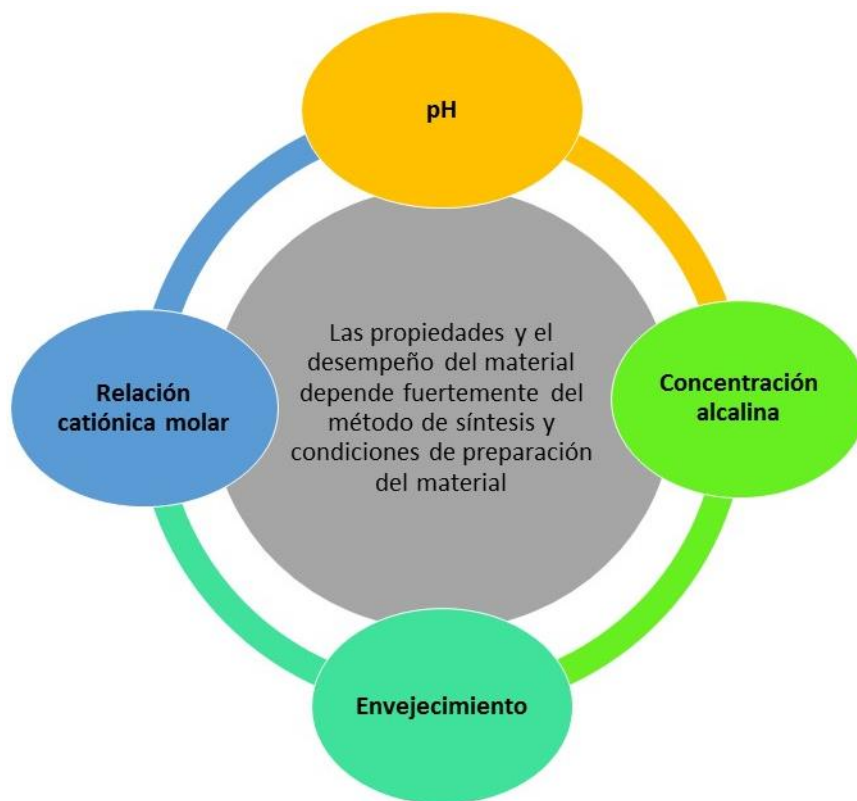 pH
Las propiedades y el
desempeño del material
depende fuertemente del
método de síntesis y
condiciones de preparación
del material
Relación
catiónica molar
Concentración
alcalina
Envejecimiento